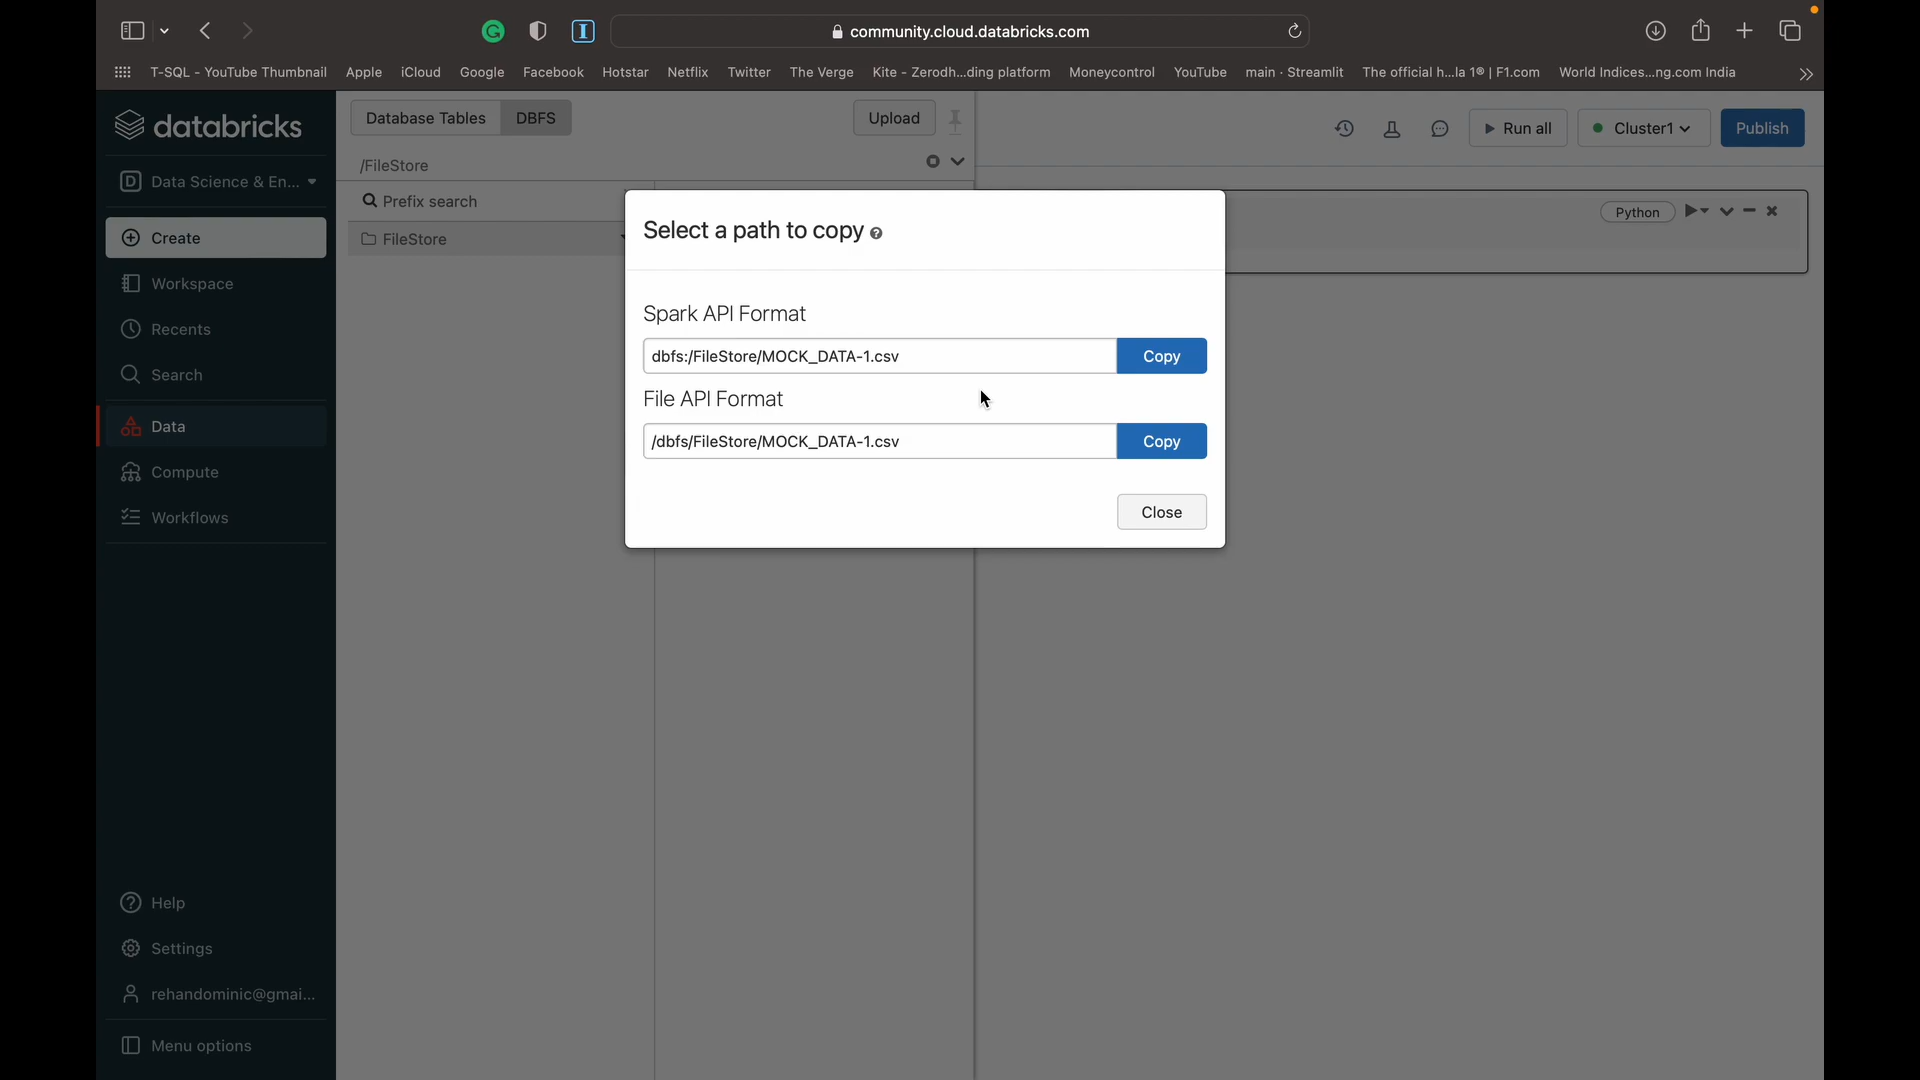 community.cloud.databricks.com
T-SQL - YouTube Thumbnail Apple iCloud Google Facebook Hotstar Netflix Twitter The Verge Kite - Zerodh...ding platform Moneycontrol YouTube main · Streamlit The official h...la 1® | F1.com World Indices...ng.com India
databricks
Database Tables DBFS Upload
Run all Cluster1 Publish
/FileStore
D Data Science & En...
Prefix search
Python
Create
FileStore
Select a path to copy
Workspace
Spark API Format
Recents
dbfs:/FileStore/MOCK_DATA-1.csv Copy
Search
File API Format
Data
/dbfs/FileStore/MOCK_DATA-1.csv Copy
Compute
Close
Workflows
Help
Settings
rehandominic@gmai...
Menu options